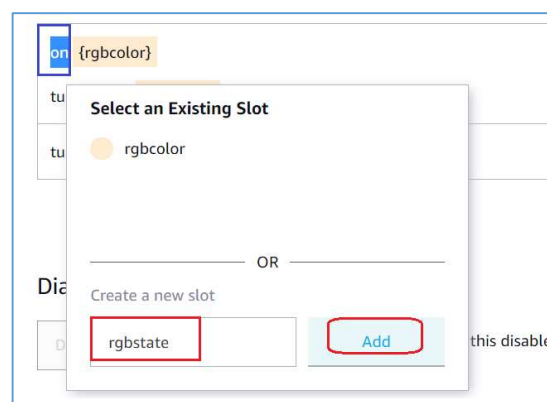 on {rgbcolor}
tu
Select an Existing Slot
tu
rgbcolor
OR
Dia
Create a new slot
D
rgbstate
Add
this disable